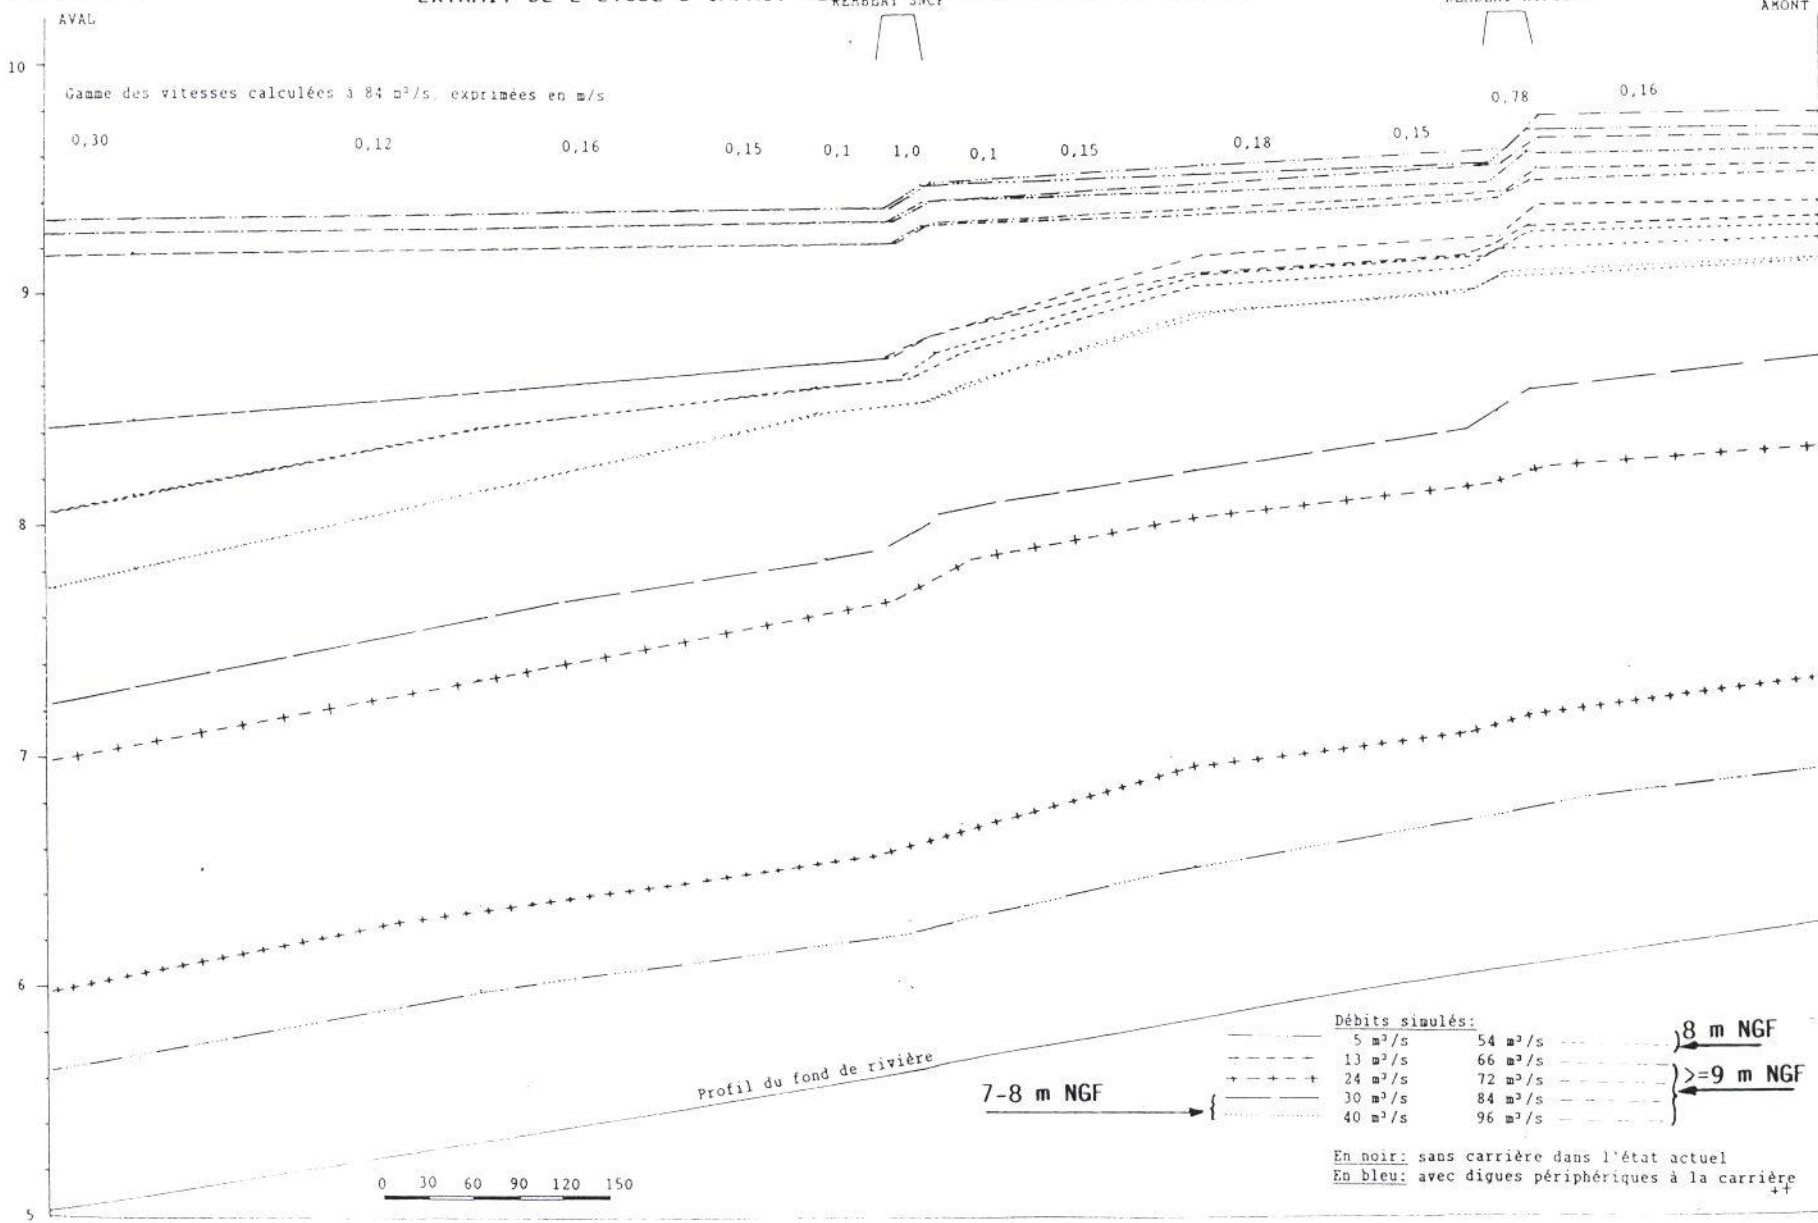 AVAL
AMONT
10
Gamme des vitesses calculées à 84 m³/s, exprimées en m/s
0,30 0,12 0,16 0,15 0,1 1,0 0,1 0,15 0,18 0,15 0,78 0,16
9
8
7
6
5
Profil du fond de rivière
0 30 60 90 120 150
7-8 m NGF
Débits simulés:
5 m³/s 54 m³/s
13 m³/s 66 m³/s
24 m³/s 72 m³/s
30 m³/s 84 m³/s
40 m³/s 96 m³/s
8 m NGF
>=9 m NGF
En noir: sans carrière dans l'état actuel
En bleu: avec digues périphériques à la carrière